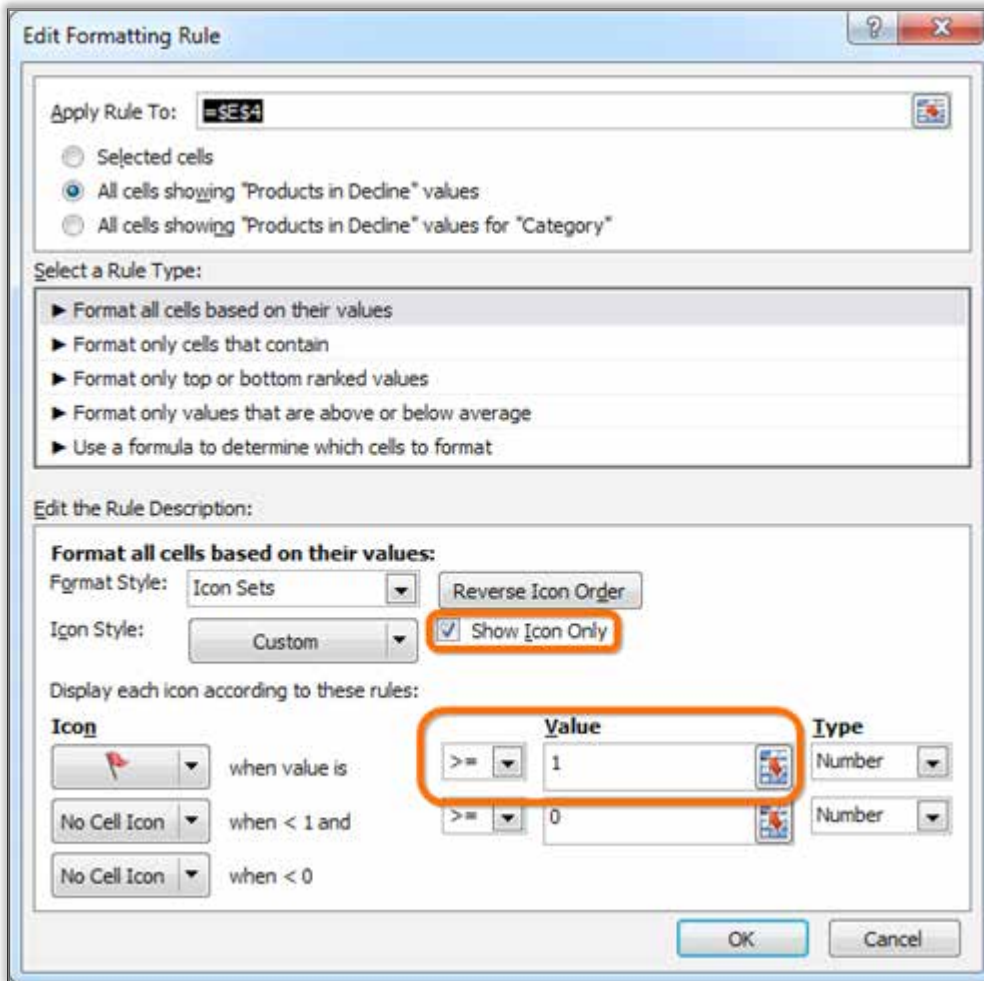 Edit Formatting Rule
Apply Rule To: =$E$4
Selected cells
All cells showing "Products in Decline" values
All cells showing "Products in Decline" values for "Category"
Select a Rule Type:
► Format all cells based on their values
► Format only cells that contain
► Format only top or bottom ranked values
► Format only values that are above or below average
► Use a formula to determine which cells to format
Edit the Rule Description:
Format all cells based on their values:
Format Style: Icon Sets Reverse Icon Order
Icon Style: Custom Show Icon Only
Display each icon according to these rules:
Icon Value Type
when value is >= 1 Number
No Cell Icon when < 1 and >= 0 Number
No Cell Icon when < 0
OK Cancel